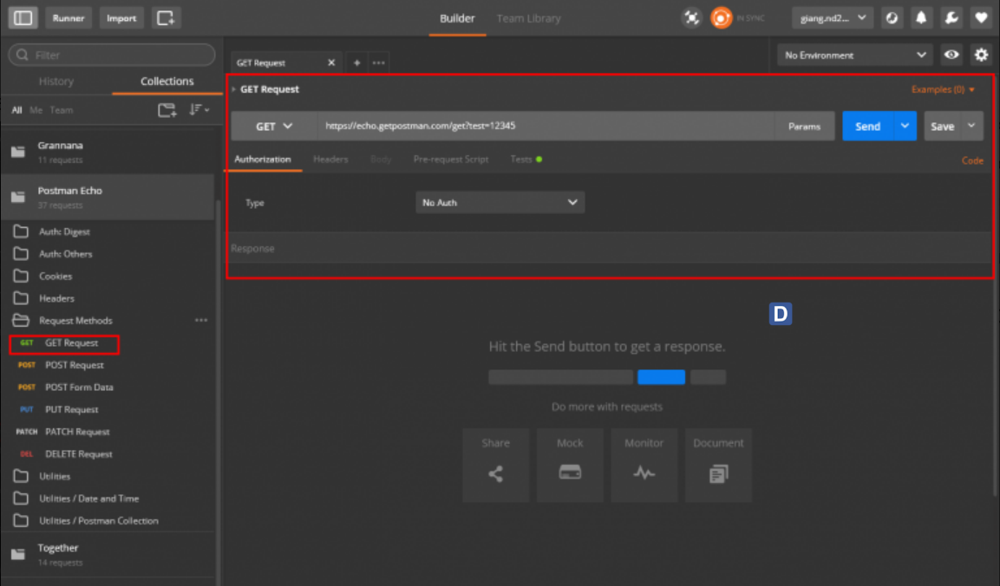 Runner Import Builder Team Library IN SYNC giang.nd2...
Filter
GET Request No Environment
History Collections
All Me Team
Grannana
11 requests
Postman Echo
37 requests
Auth: Digest
Auth: Others
Cookies
Headers
Request Methods
GET GET Request
POST POST Request
POST POST Form Data
PUT PUT Request
PATCH PATCH Request
DEL DELETE Request
Utilities
Utilities / Date and Time
Utilities / Postman Collection
Together
14 requests
GET Request Examples (0)
GET https://echo.getpostman.com/get?test=12345 Params Send Save
Authorization Headers Body Pre-request Script Tests Code
Type No Auth
Response
D
Hit the Send button to get a response.
Do more with requests
Share Mock Monitor Document